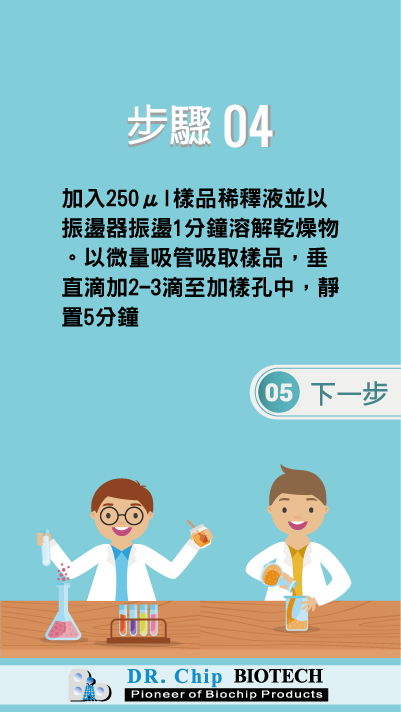 步驟 04
加入250μl樣品稀釋液並以
振盪器振盪1分鐘溶解乾燥物
。以微量吸管吸取樣品，垂
直滴加2-3滴至加樣孔中，靜
置5分鐘
05 下一步
DR. Chip BIOTECH
Pioneer of Biochip Products